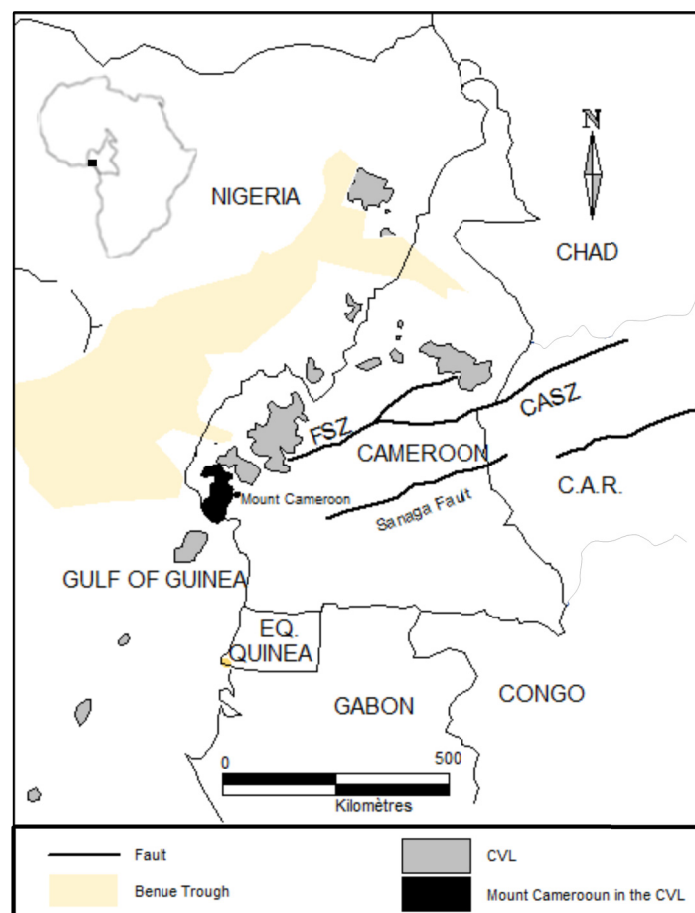 N
NIGERIA
CHAD
FSZ
CASZ
CAMEROON
C.A.R.
Mount Cameroon
Sanaga Faut
GULF OF GUINEA
EQ.
QUINEA
GABON
CONGO
0
500
Kilomètres
Faut
CVL
Benue Trough
Mount Camerooun in the CVL